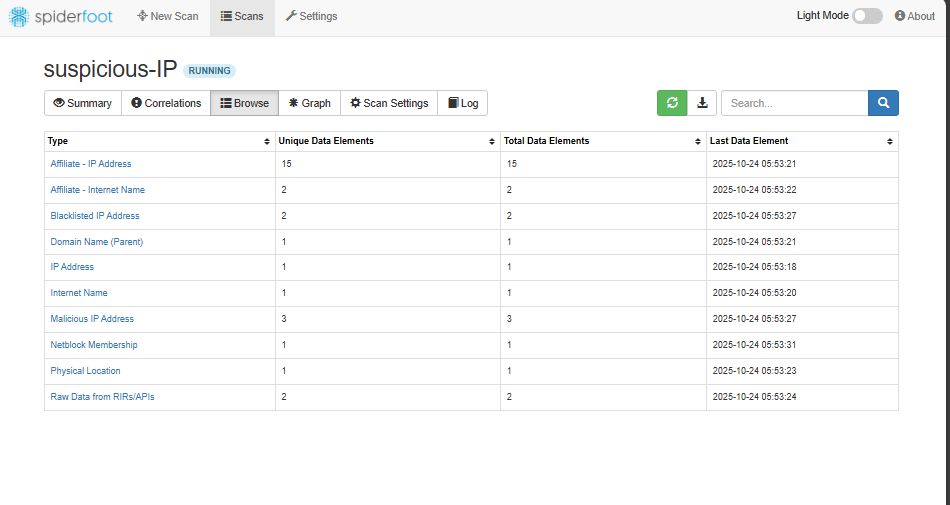 spiderfoot New Scan Scans Settings Light Mode About
suspicious-IP RUNNING
Summary Correlations Browse Graph Scan Settings Log Search...
Type Unique Data Elements Total Data Elements Last Data Element
Affiliate - IP Address 15 15 2025-10-24 05:53:21
Affiliate - Internet Name 2 2 2025-10-24 05:53:22
Blacklisted IP Address 2 2 2025-10-24 05:53:27
Domain Name (Parent) 1 1 2025-10-24 05:53:21
IP Address 1 1 2025-10-24 05:53:18
Internet Name 1 1 2025-10-24 05:53:20
Malicious IP Address 3 3 2025-10-24 05:53:27
Netblock Membership 1 1 2025-10-24 05:53:31
Physical Location 1 1 2025-10-24 05:53:23
Raw Data from RIRs/APIs 2 2 2025-10-24 05:53:24